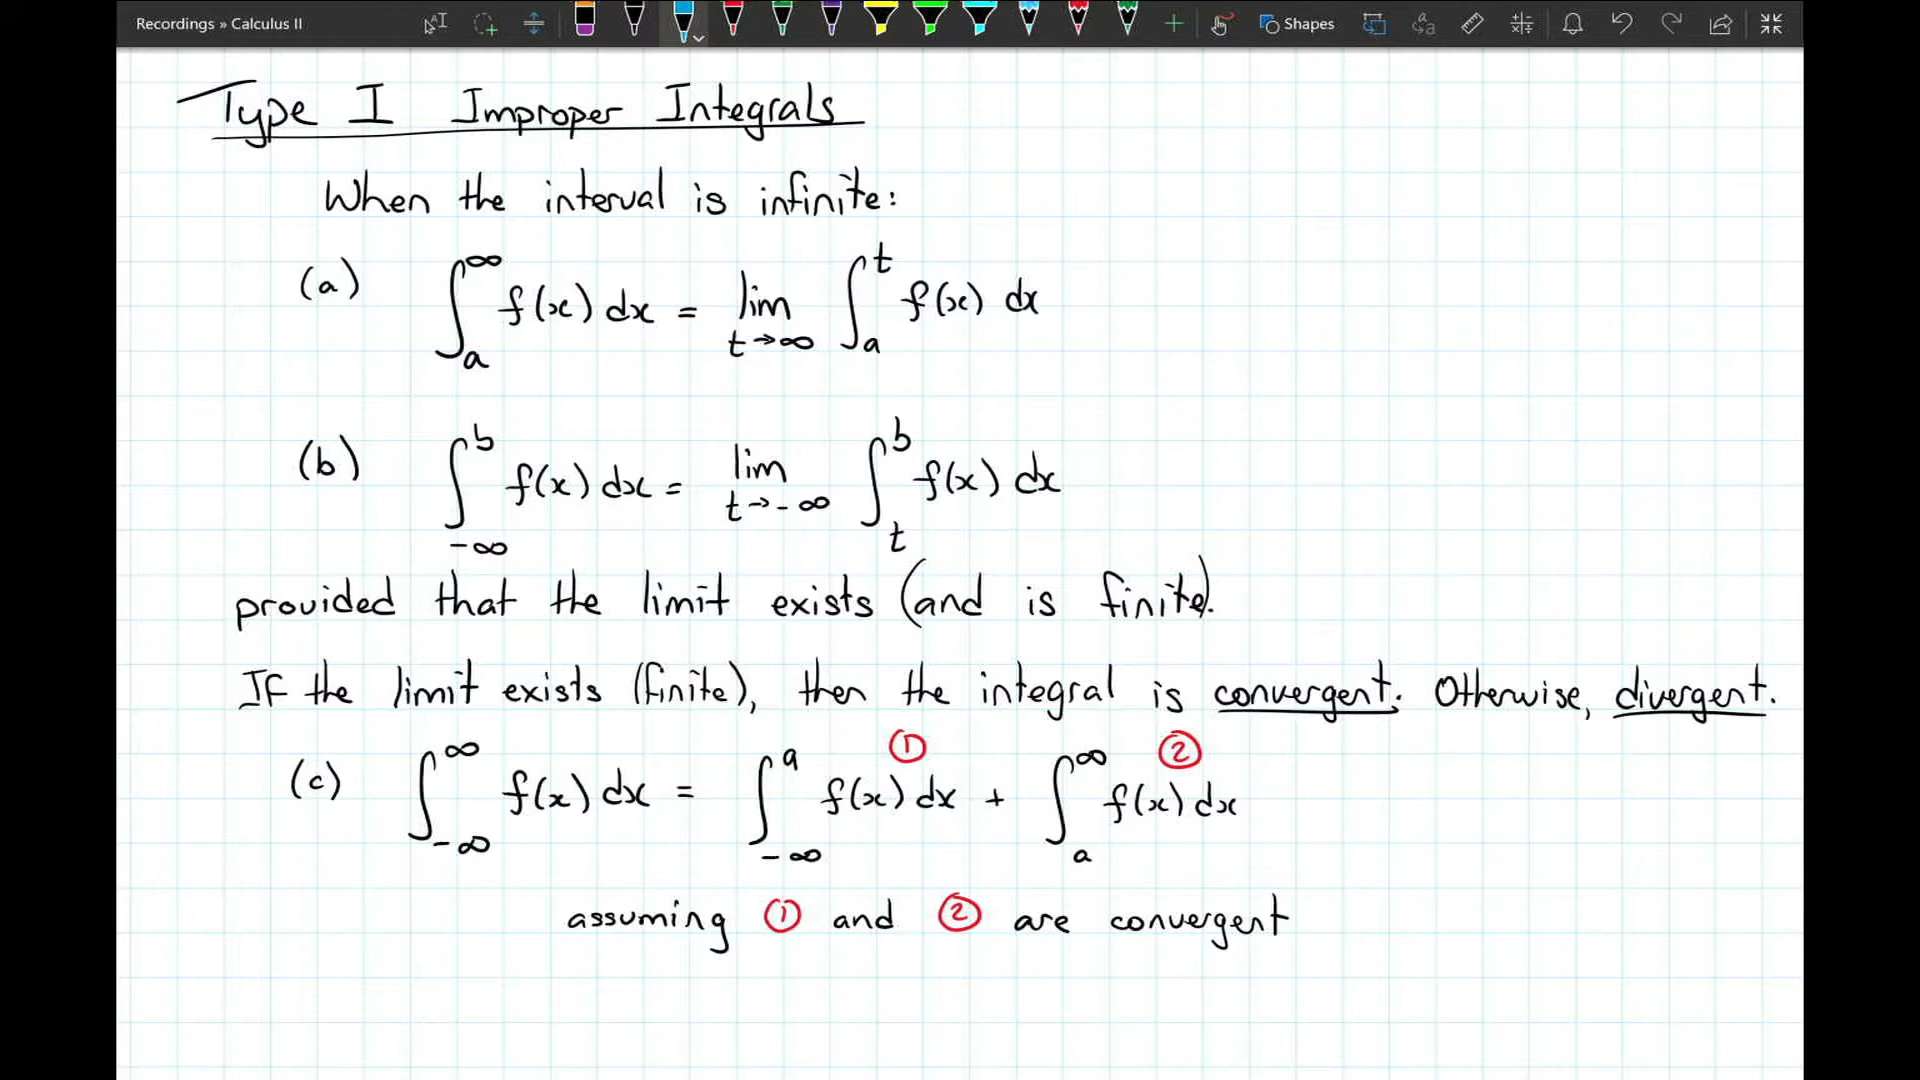 Recordings » Calculus II
Shapes
Type I Improper Integrals
When the interval is infinite:
(a) ∫_a^∞ f(x) dx = lim_{t→∞} ∫_a^t f(x) dx
(b) ∫_{-∞}^b f(x) dx = lim_{t→-∞} ∫_t^b f(x) dx
provided that the limit exists (and is finite).
If the limit exists (finite), then the integral is convergent. Otherwise, divergent.
(c) ∫_{-∞}^∞ f(x) dx = ∫_{-∞}^a f(x) dx ① + ∫_a^∞ f(x) dx ②
assuming ① and ② are convergent